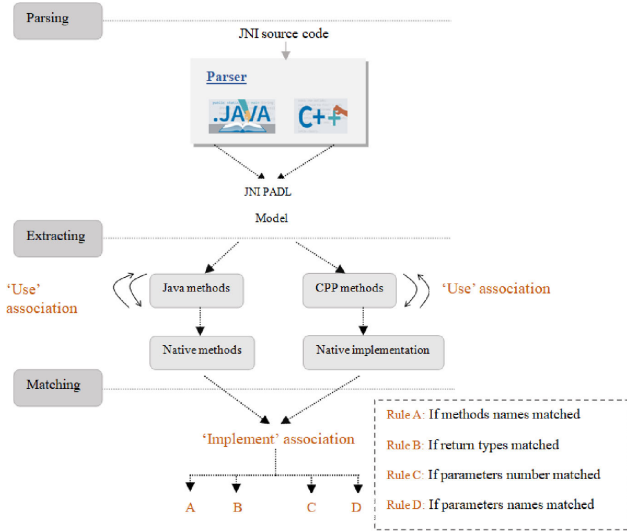 Parsing
JNI source code
Parser
.JAVA
C++
JNI PADL
Model
Extracting
'Use'
association
Java methods
CPP methods
'Use' association
Native methods
Native implementation
Matching
'Implement' association
A
B
C
D
Rule A: If methods names matched
Rule B: If return types matched
Rule C: If parameters number matched
Rule D: If parameters names matched